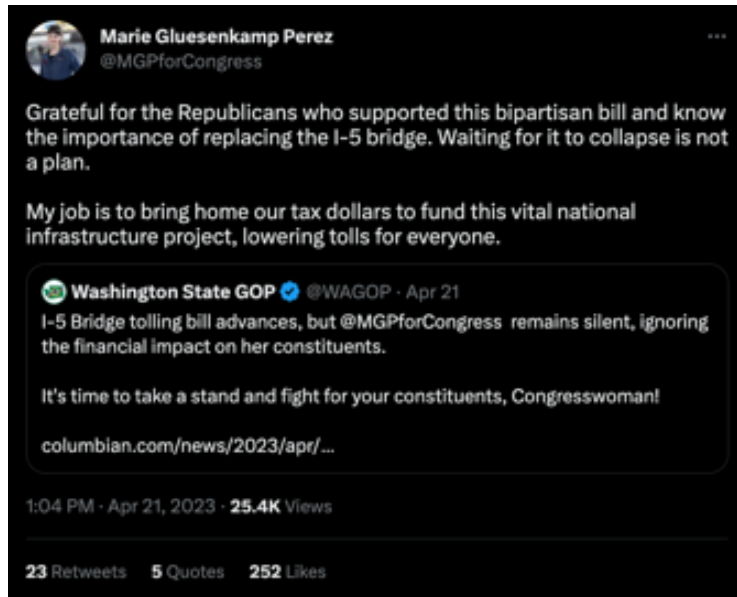 Marie Gluesenkamp Perez
@MGPforCongress
Grateful for the Republicans who supported this bipartisan bill and know
the importance of replacing the I-5 bridge. Waiting for it to collapse is not
a plan.
My job is to bring home our tax dollars to fund this vital national
infrastructure project, lowering tolls for everyone.
Washington State GOP @WAGOP · Apr 21
I-5 Bridge tolling bill advances, but @MGPforCongress remains silent, ignoring
the financial impact on her constituents.
It's time to take a stand and fight for your constituents, Congresswoman!
columbian.com/news/2023/apr/...
1:04 PM · Apr 21, 2023 · 25.4K Views
23 Retweets 5 Quotes 252 Likes